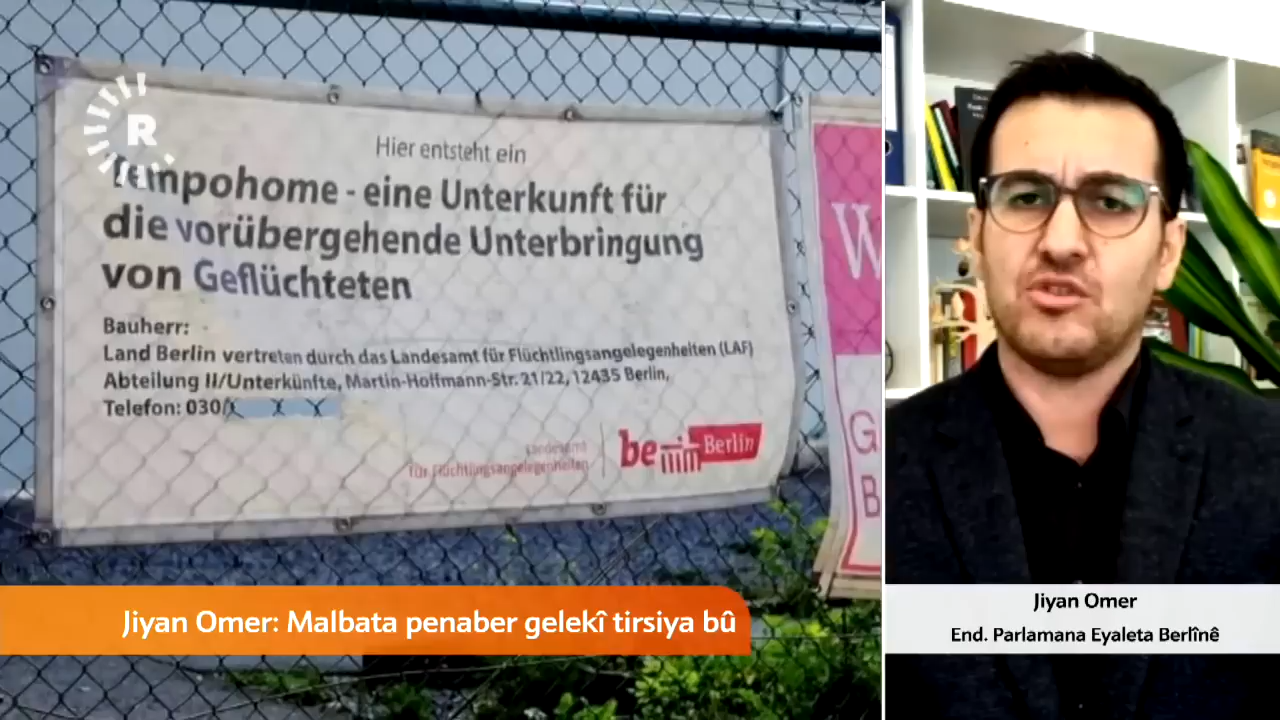 R
Hier entsteht ein
Tempohome - eine Unterkunft für
die vorübergehende Unterbringung
von Geflüchteten
Bauherr:
Land Berlin vertreten durch das Landesamt für Flüchtlingsangelegenheiten (LAF)
Abteilung II/Unterkünfte, Martin-Hoffmann-Str. 21/22, 12435 Berlin,
Telefon: 030/
Landesamt
für Flüchtlingsangelegenheiten
be Berlin
W
G
B
Jiyan Omer: Malbata penaber gelekî tirsiya bû
Jiyan Omer
End. Parlamana Eyaleta Berlînê